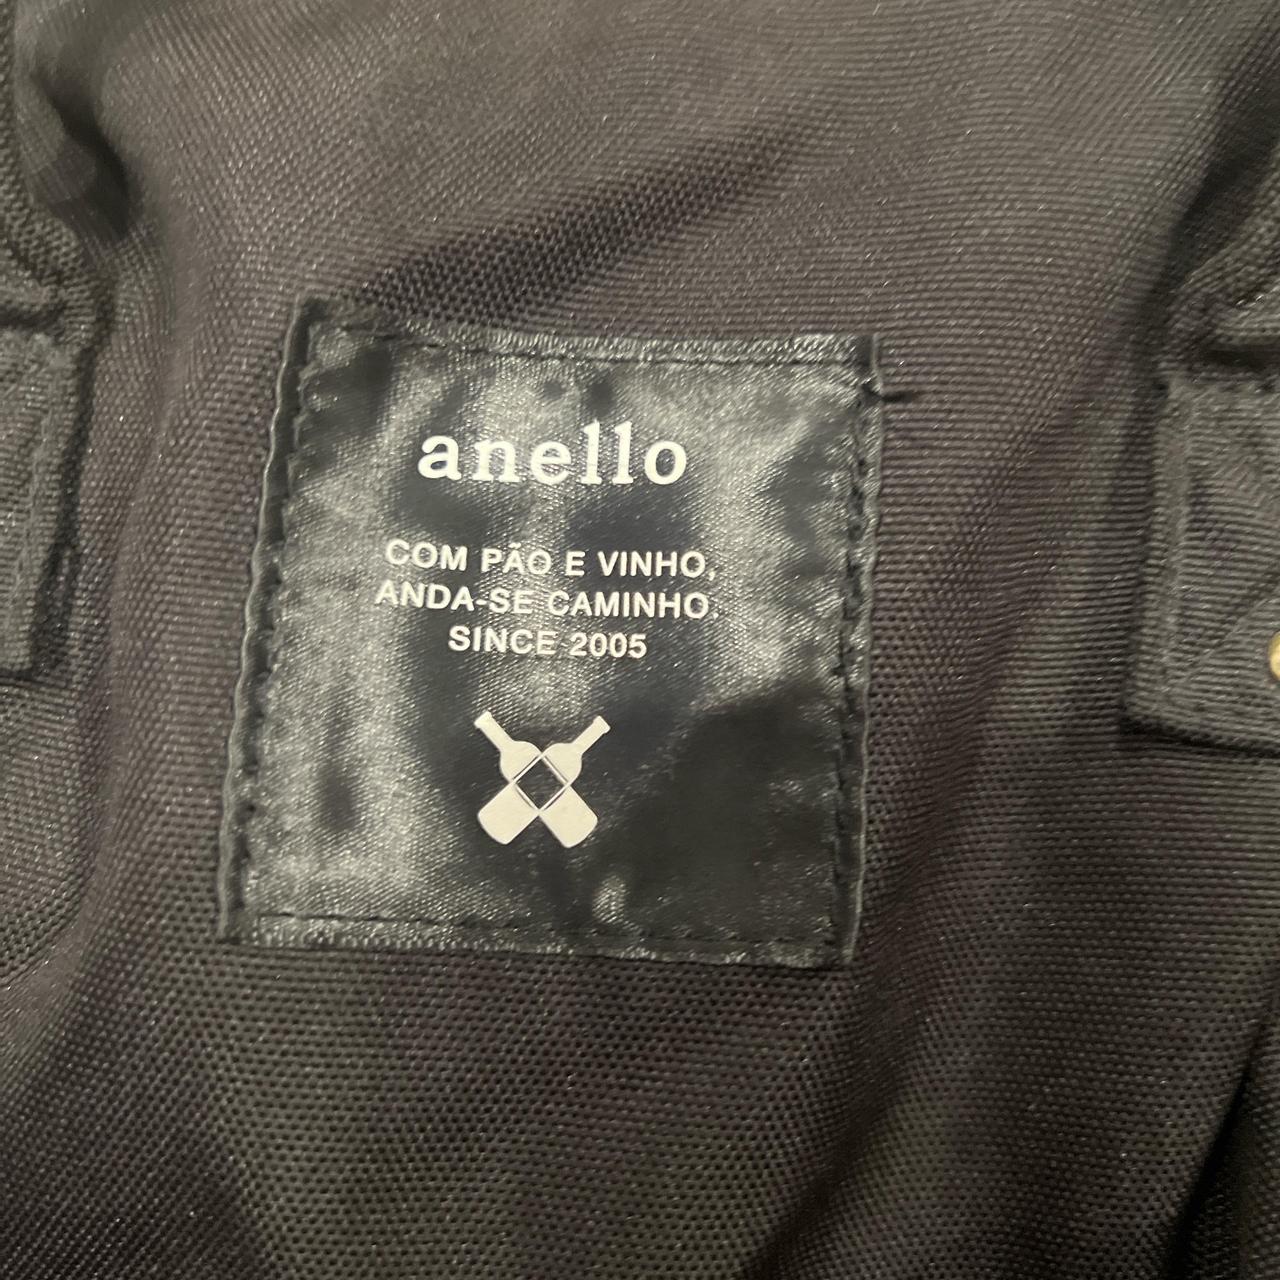 anello
COM PÃO E VINHO,
ANDA-SE CAMINHO.
SINCE 2005